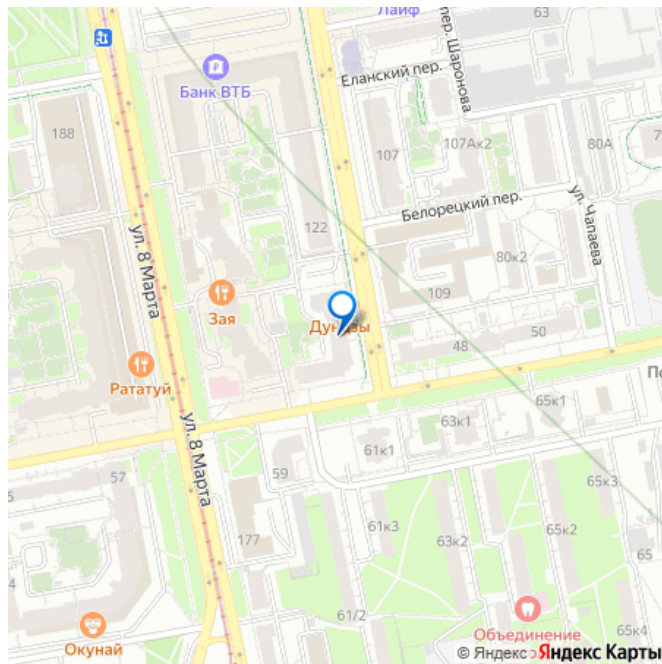 Лайф
63
пер. Шаронова
Еланский пер.
Банк ВТБ
188
107
107Ак2
80А
122
ул. 8 Марта
Белорецкий пер.
ул. Чапаева
80к2
109
Зая
48
50
Рататуй
ул. 8 Марта
65к1
63к1
61к1
57
59
65к3
61к3
63к2
65к2
177
65
61/2
Окунай
Объединение
65к4
© Яндекс
Яндекс Карты